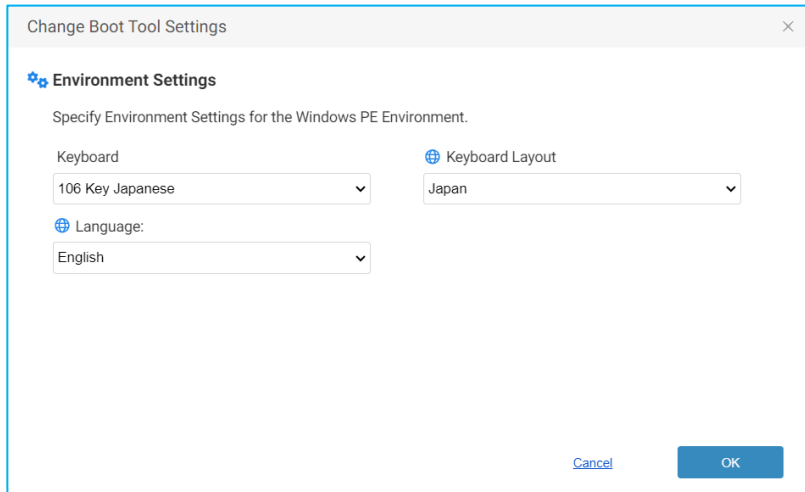 Change Boot Tool Settings
Environment Settings
Specify Environment Settings for the Windows PE Environment.
Keyboard
Keyboard Layout
106 Key Japanese
Japan
Language:
English
Cancel
OK